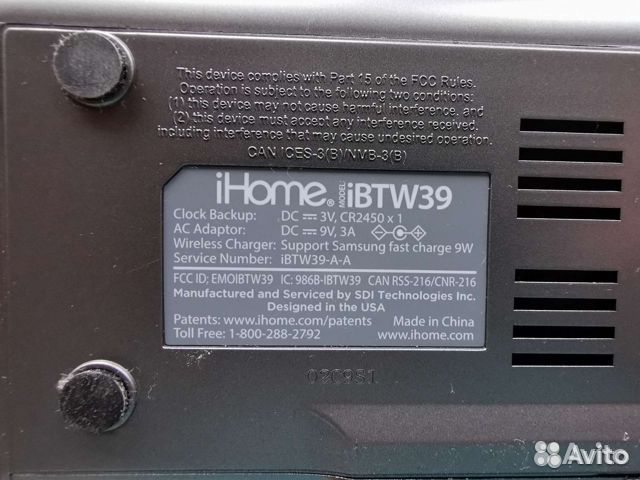 This device complies with Part 15 of the FCC Rules.
Operation is subject to the following two conditions:
(1) this device may not cause harmful interference, and
(2) this device must accept any interference received,
including interference that may cause undesired operation.
CAN ICES-3(B)/NMB-3(B)
iHome® MODEL: iBTW39
Clock Backup: DC ⎓ 3V, CR2450 x 1
AC Adaptor: DC ⎓ 9V, 3A
Wireless Charger: Support Samsung fast charge 9W
Service Number: iBTW39-A-A
FCC ID; EMOIBTW39 IC: 986B-IBTW39 CAN RSS-216/CNR-216
Manufactured and Serviced by SDI Technologies Inc.
Designed in the USA
Patents: www.ihome.com/patents Made in China
Toll Free: 1-800-288-2792 www.ihome.com
Avito